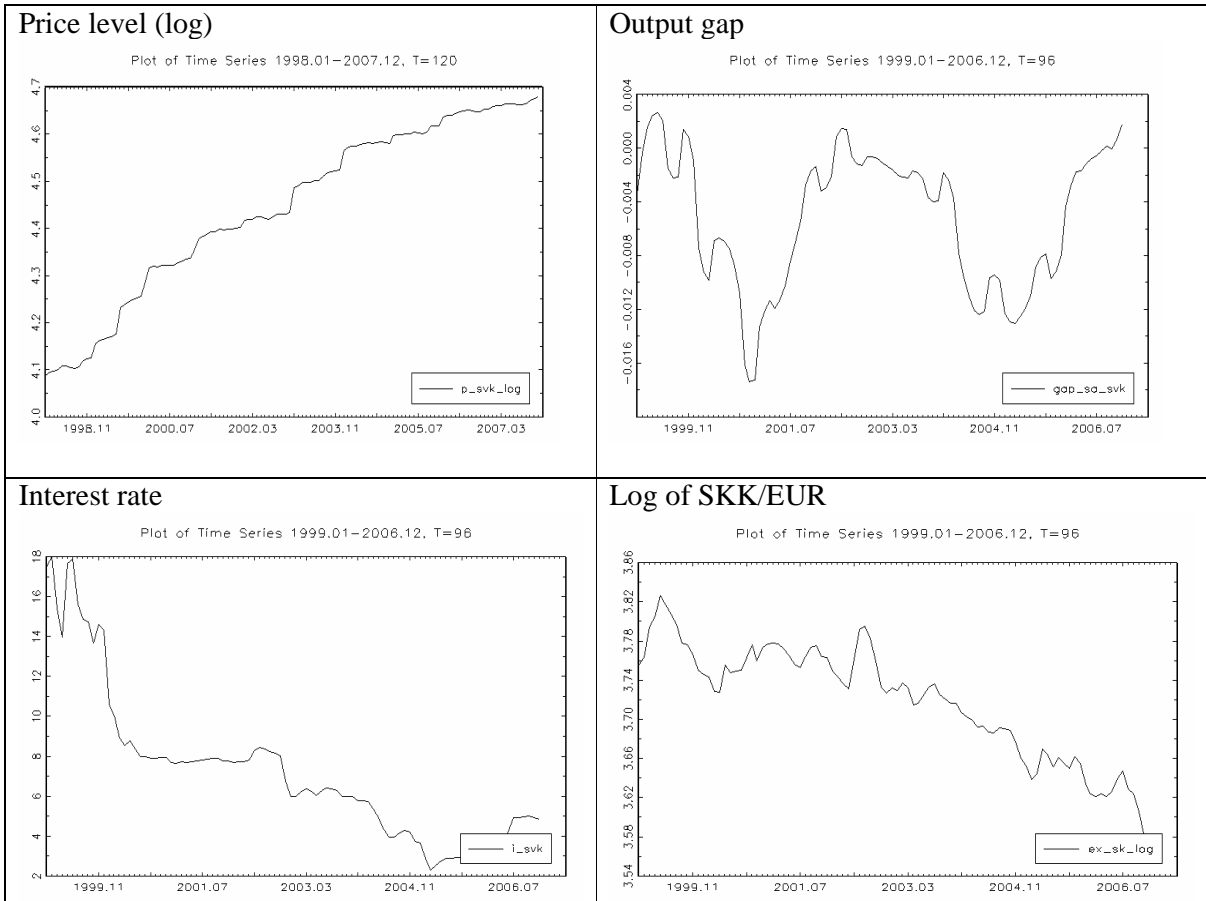 Price level (log)
Plot of Time Series 1998.01–2007.12, T=120
4.7
4.6
4.5
4.4
4.3
4.2
4.1
4.0
p_svk_log
1998.11 2000.07 2002.03 2003.11 2005.07 2007.03
Output gap
Plot of Time Series 1999.01–2006.12, T=96
0.004
0.000
-0.004
-0.008
-0.012
-0.016
gap_sa_svk
1999.11 2001.07 2003.03 2004.11 2006.07
Interest rate
Plot of Time Series 1999.01–2006.12, T=96
18
16
14
12
10
8
6
4
2
i_svk
1999.11 2001.07 2003.03 2004.11 2006.07
Log of SKK/EUR
Plot of Time Series 1999.01–2006.12, T=96
3.86
3.82
3.78
3.74
3.70
3.66
3.62
3.58
3.54
ex_sk_log
1999.11 2001.07 2003.03 2004.11 2006.07